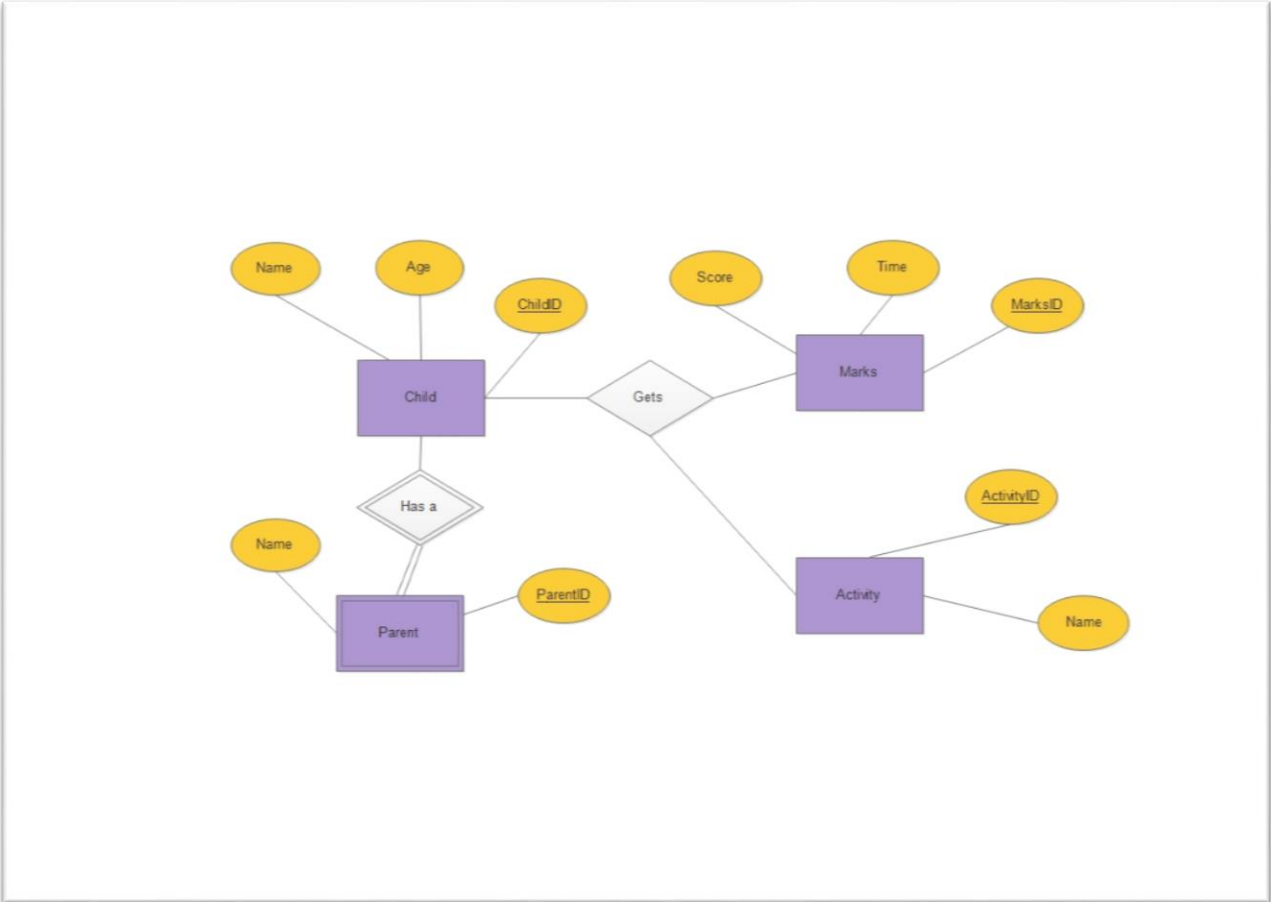 Name
Age
ChildID
Score
Time
MarksID
Child
Gets
Marks
Has a
Name
ParentID
Parent
ActivityID
Activity
Name